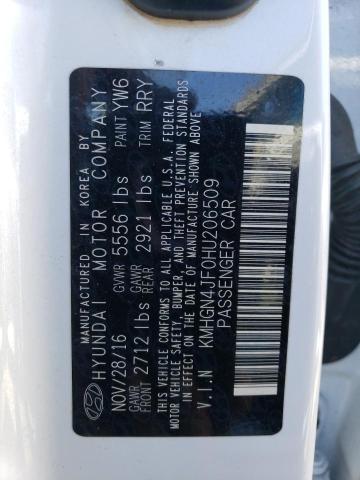 MANUFACTURED IN KOREA BY
HYUNDAI MOTOR COMPANY
NOV/28/16 GVWR 5556 lbs PAINT YW6
GAWR FRONT 2712 lbs GAWR REAR 2921 lbs TRIM RRY
THIS VEHICLE CONFORMS TO ALL APPLICABLE U.S.A. FEDERAL
MOTOR VEHICLE SAFETY, BUMPER, AND THEFT PREVENTION STANDARDS
IN EFFECT ON THE DATE OF MANUFACTURE SHOWN ABOVE.
V.I.N KMHGN4JF0HU206509
PASSENGER CAR